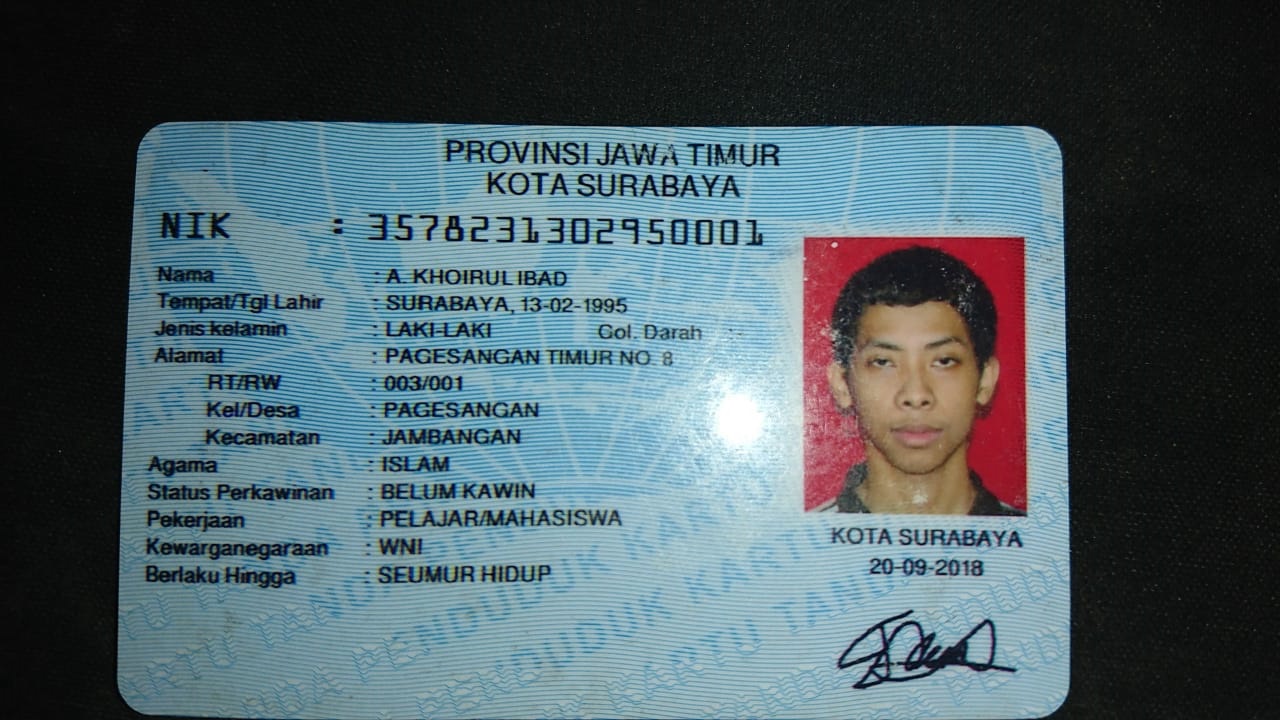 PROVINSI JAWA TIMUR
KOTA SURABAYA
NIK : 3578231302950001
Nama : A. KHOIRUL IBAD
Tempat/Tgl Lahir : SURABAYA, 13-02-1995
Jenis kelamin : LAKI-LAKI Gol. Darah :
Alamat : PAGESANGAN TIMUR NO. 8
RT/RW : 003/001
Kel/Desa : PAGESANGAN
Kecamatan : JAMBANGAN
Agama : ISLAM
Status Perkawinan : BELUM KAWIN
Pekerjaan : PELAJAR/MAHASISWA
Kewarganegaraan : WNI
Berlaku Hingga : SEUMUR HIDUP
KOTA SURABAYA
20-09-2018